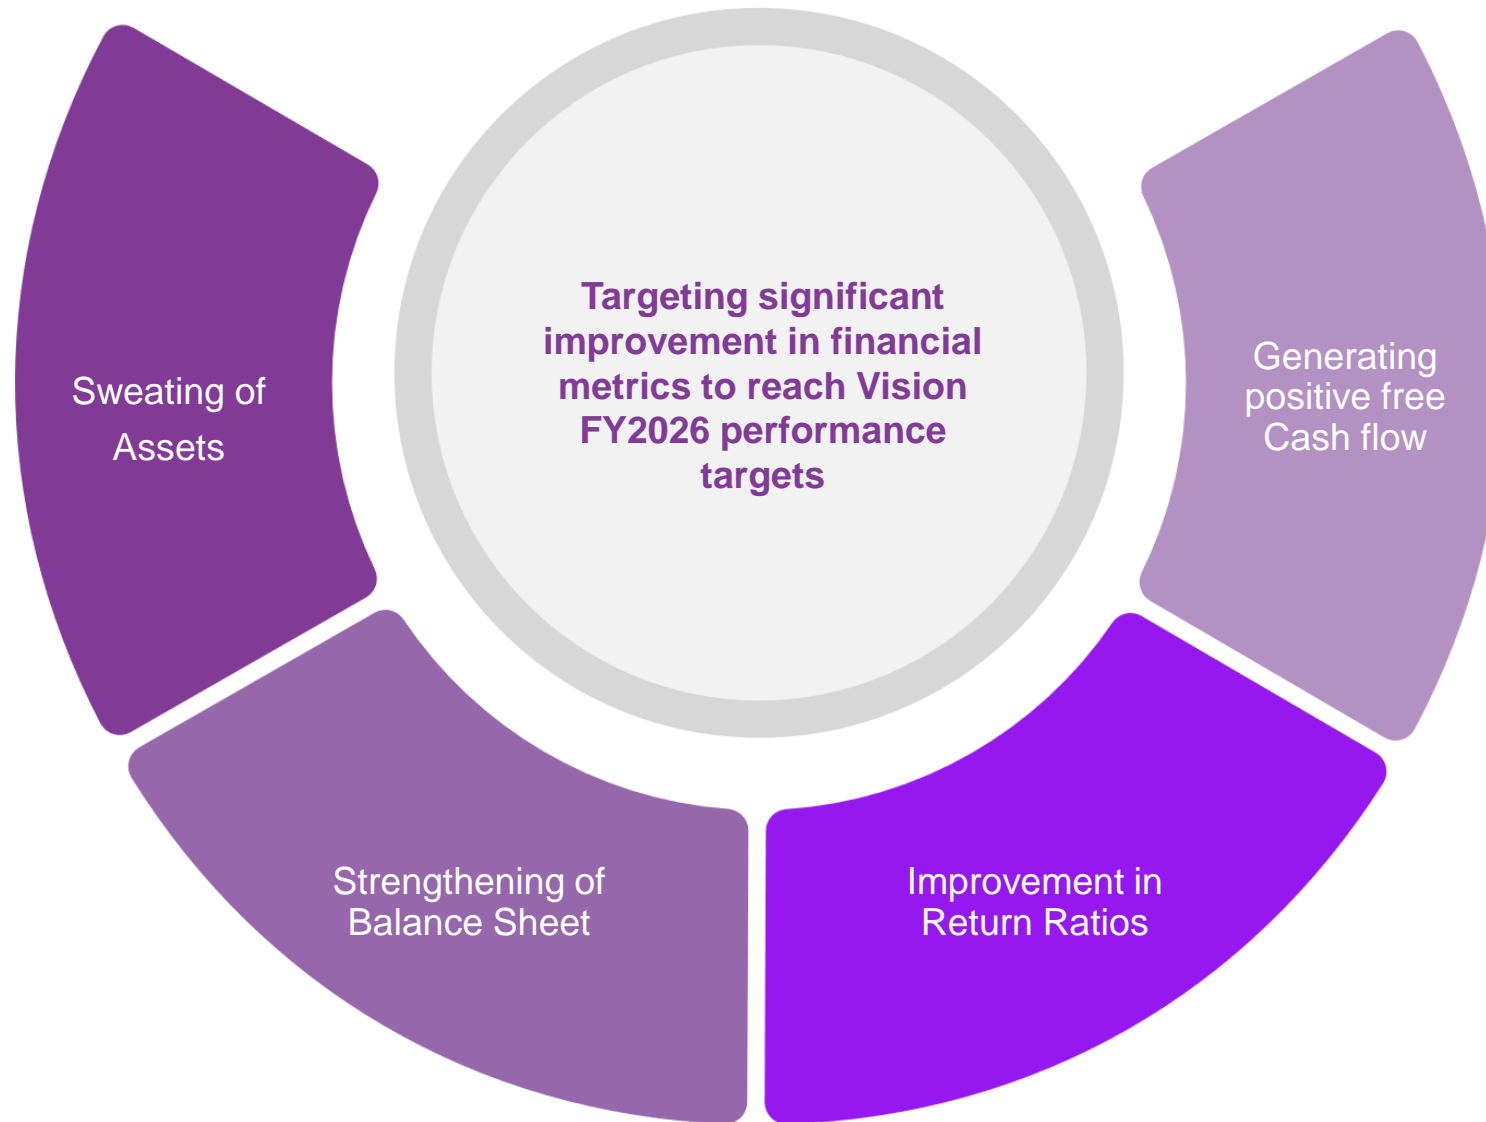 Targeting significant
improvement in financial
metrics to reach Vision
FY2026 performance
targets
Sweating of
Assets
Strengthening of
Balance Sheet
Improvement in
Return Ratios
Generating
positive free
Cash flow